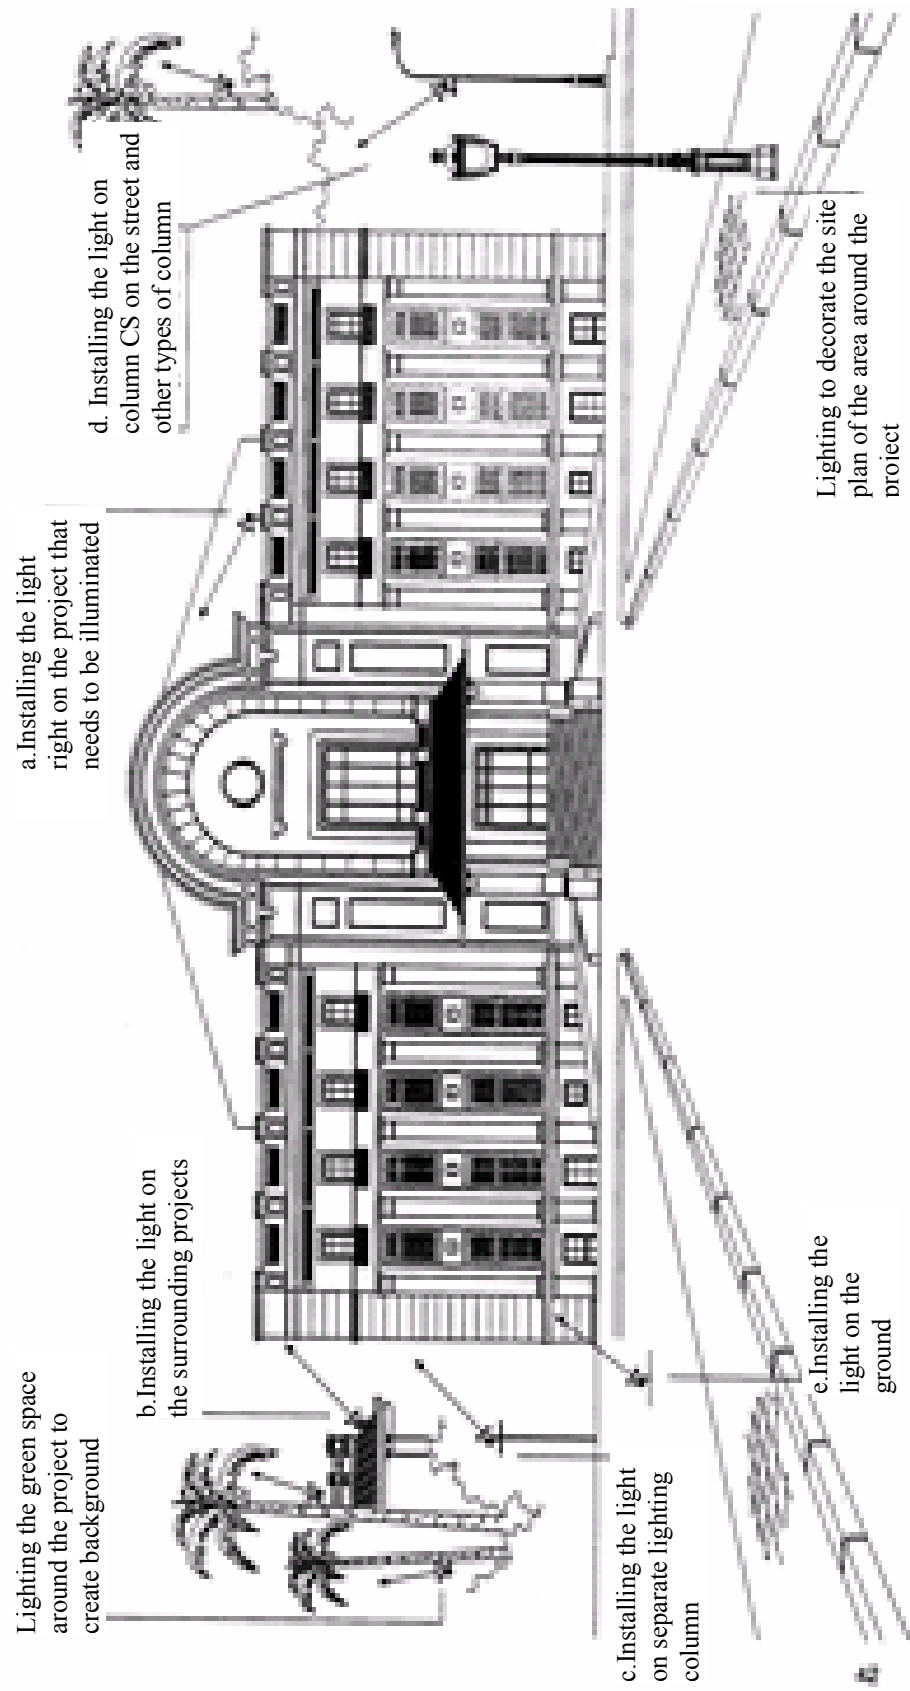 Lighting the green space
around the project to
create background
b.Installing the light on
the surrounding projects
a.Installing the light
right on the project that
needs to be illuminated
d. Installing the light on
column CS on the street and
other types of column
c.Installing the light
on separate lighting
column
e.Installing the
light on the
ground
Lighting to decorate the site
plan of the area around the
project